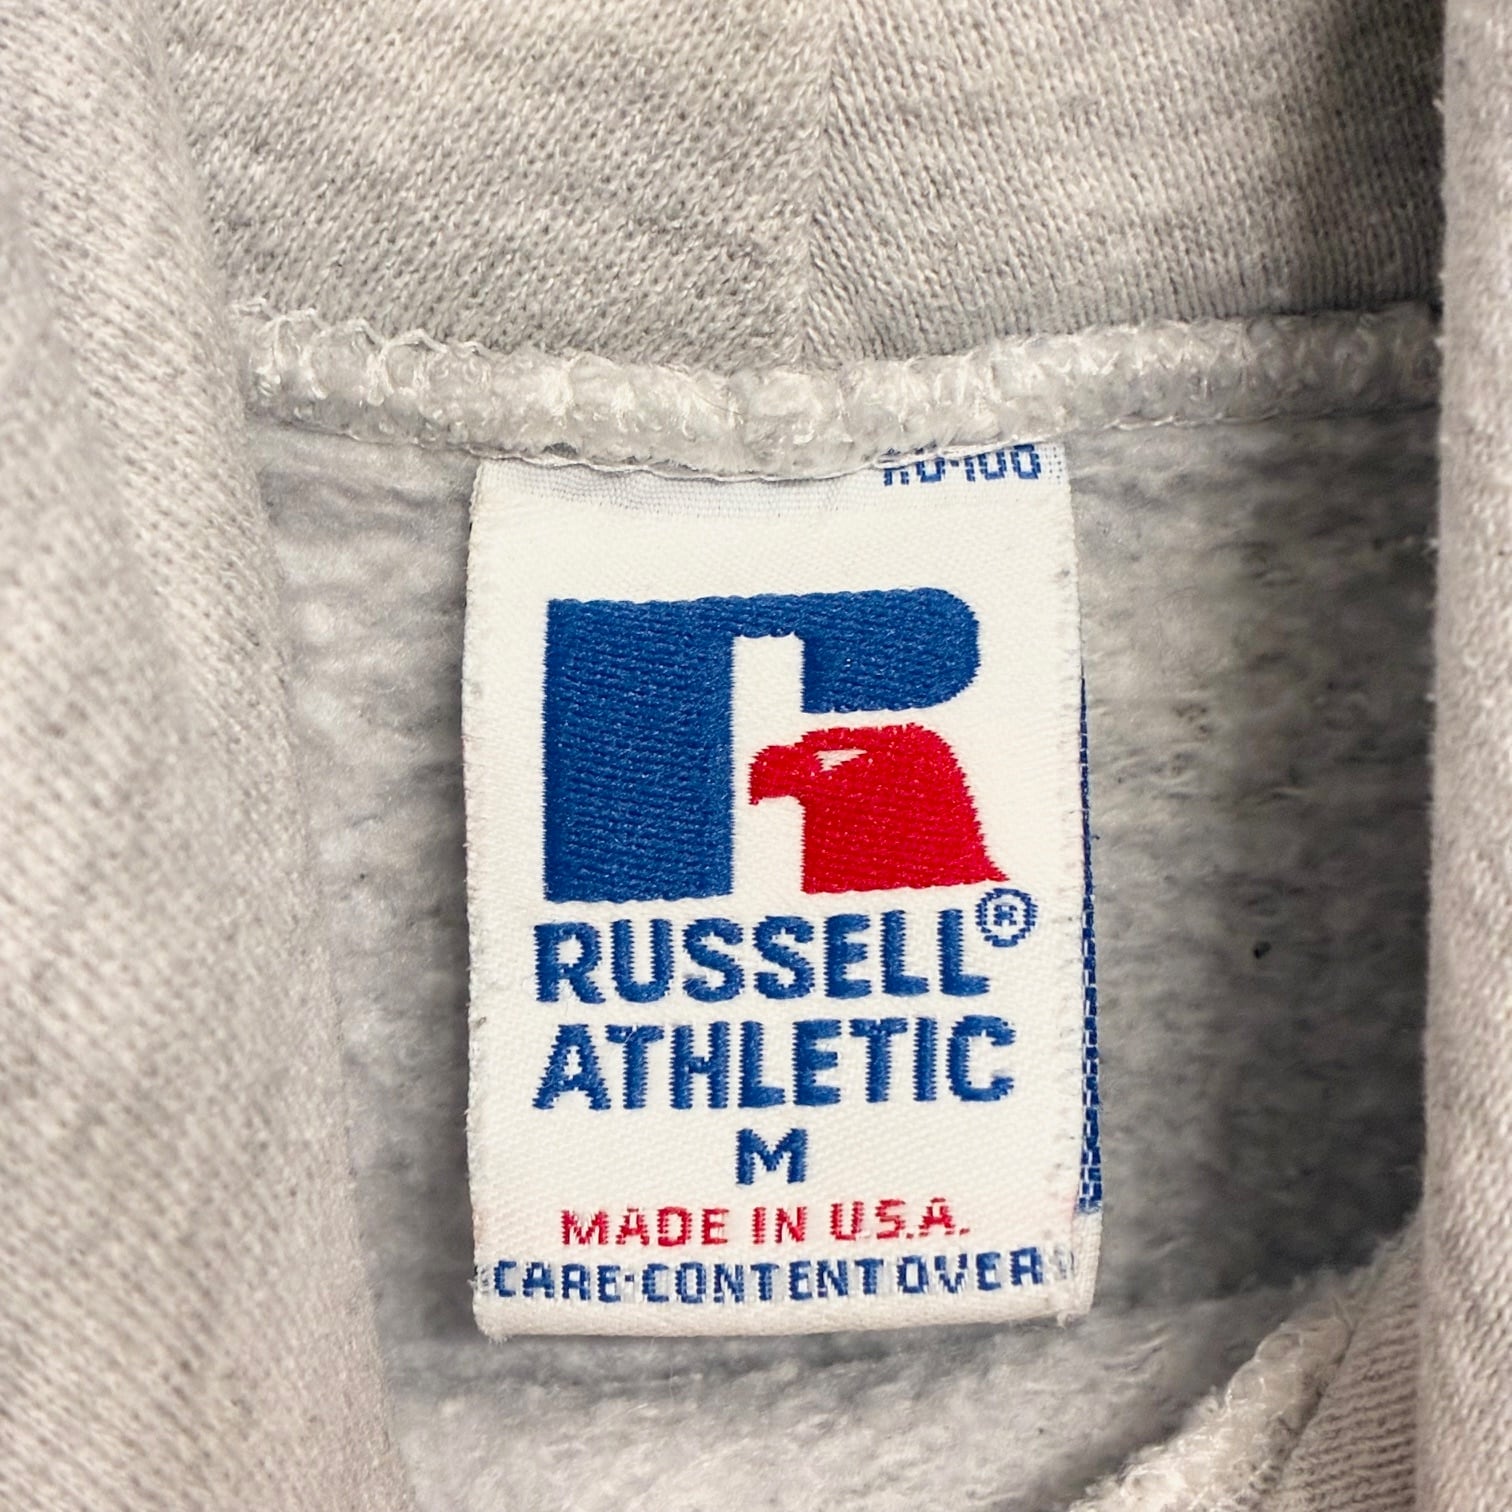 RUSSELL®
ATHLETIC
M
MADE IN U.S.A.
CARE·CONTENT OVER